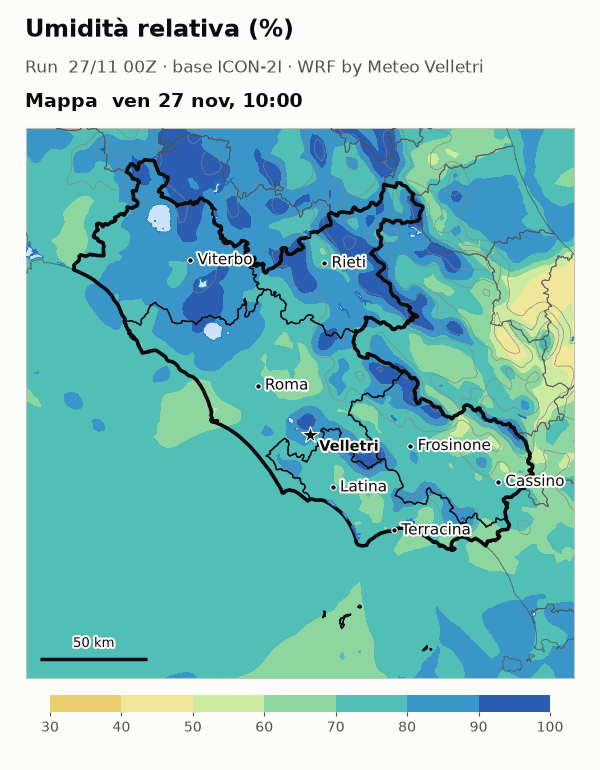 Umidità relativa (%)
Run  27/11 00Z · base ICON-2I · WRF by Meteo Velletri
Mappa  ven 27 nov, 10:00
Viterbo
Rieti
Roma
Velletri
Frosinone
Cassino
Latina
Terracina
50 km
30 40 50 60 70 80 90 100